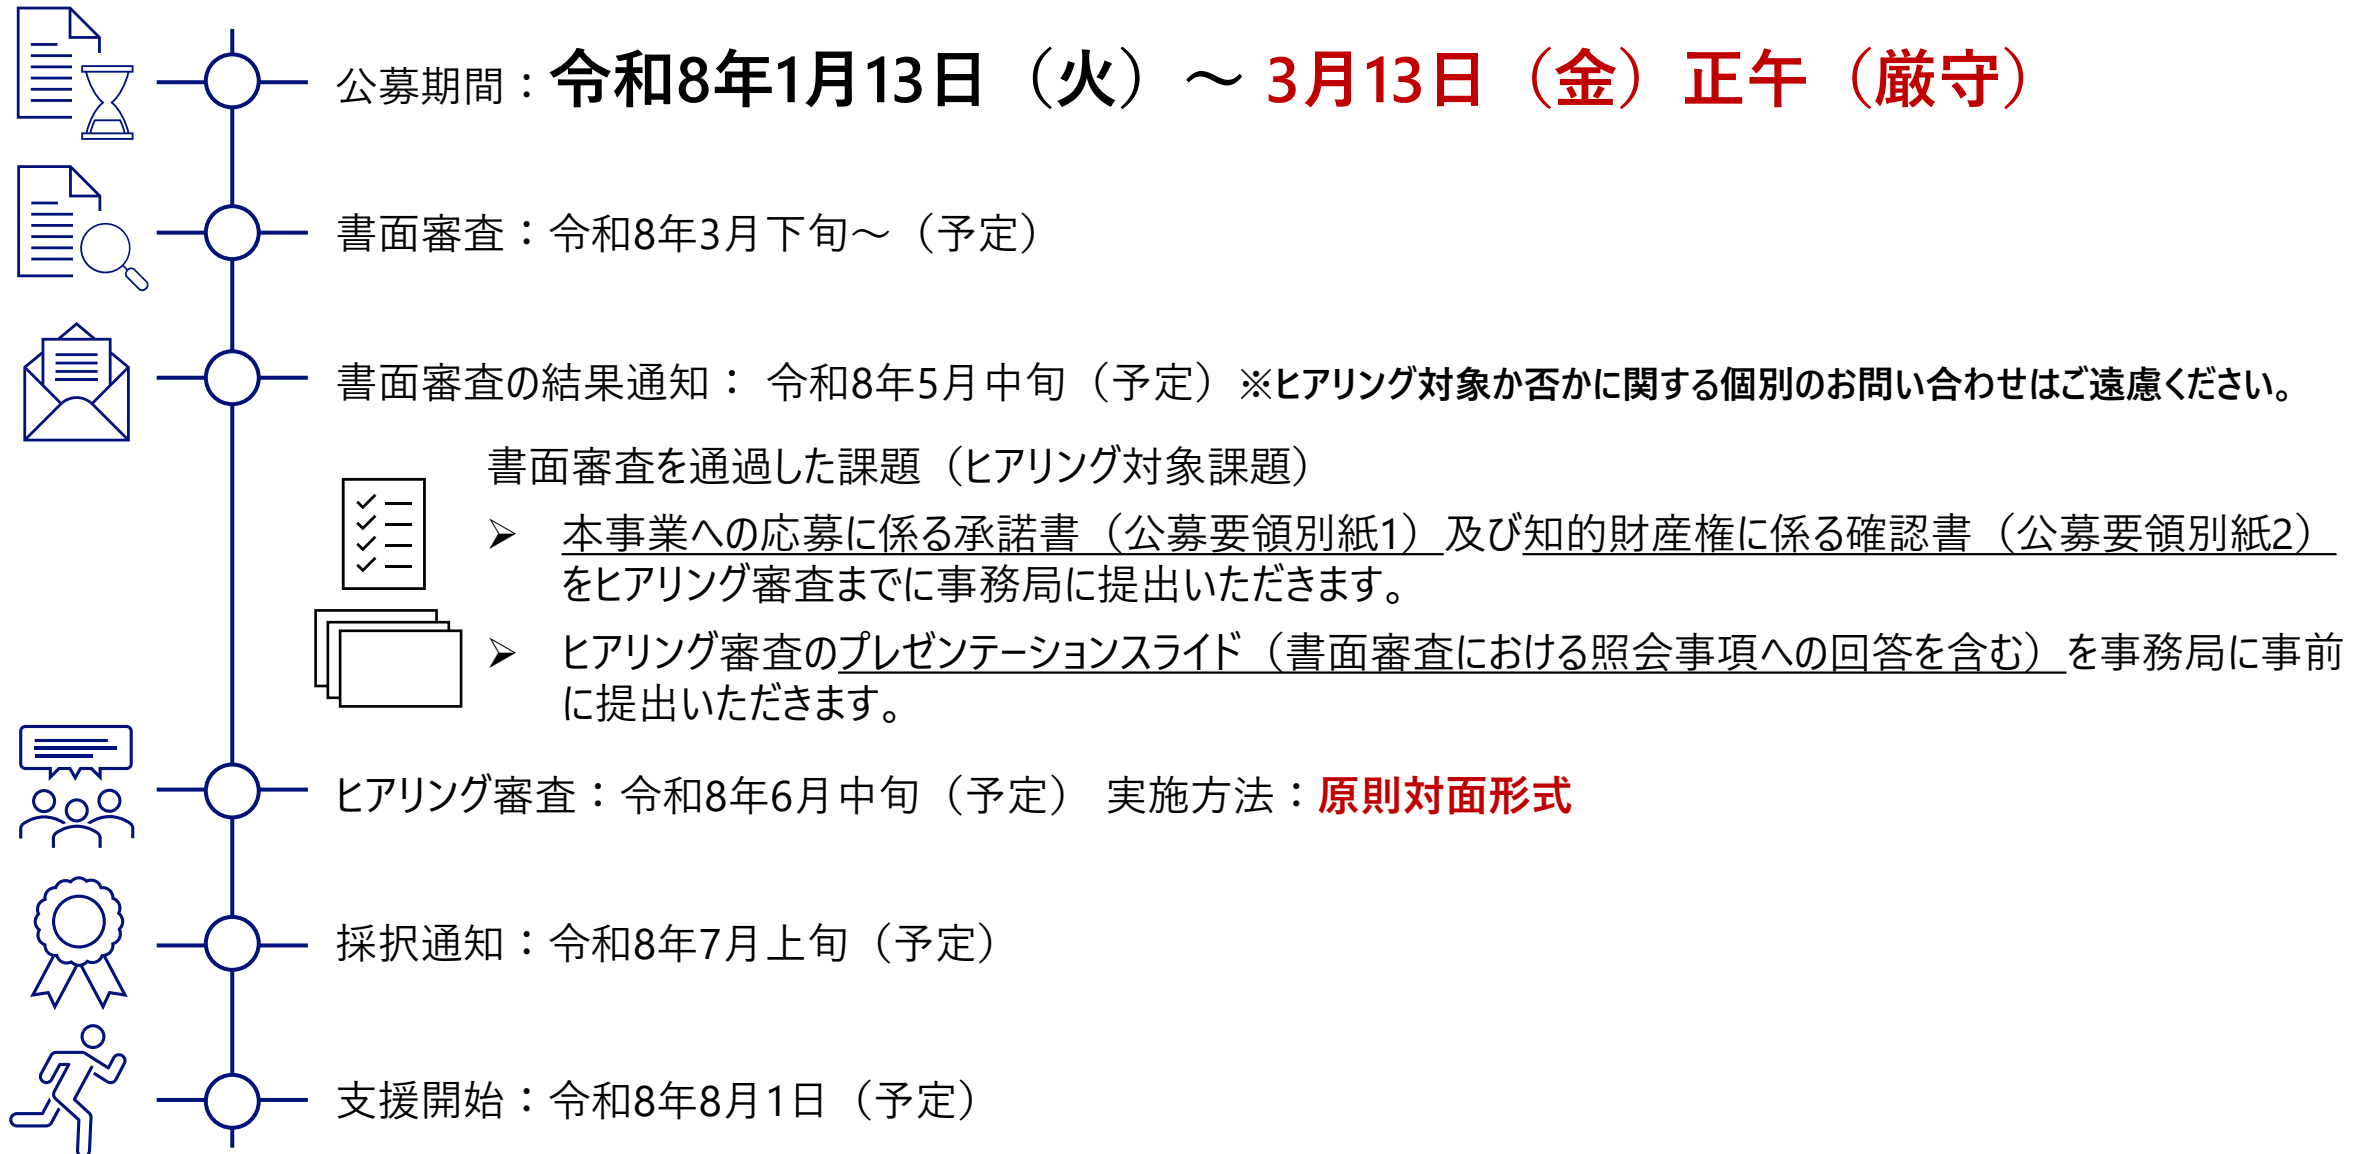 公募期間：令和8年1月13日（火）～ 3月13日（金）正午（厳守）
書面審査：令和8年3月下旬～（予定）
書面審査の結果通知： 令和8年5月中旬（予定）※ヒアリング対象か否かに関する個別のお問い合わせはご遠慮ください。
書面審査を通過した課題（ヒアリング対象課題）
➢ 本事業への応募に係る承諾書（公募要領別紙1）及び知的財産権に係る確認書（公募要領別紙2）
をヒアリング審査までに事務局に提出いただきます。
➢ ヒアリング審査のプレゼンテーションスライド（書面審査における照会事項への回答を含む）を事務局に事前
に提出いただきます。
ヒアリング審査：令和8年6月中旬（予定） 実施方法：原則対面形式
採択通知：令和8年7月上旬（予定）
支援開始：令和8年8月1日（予定）